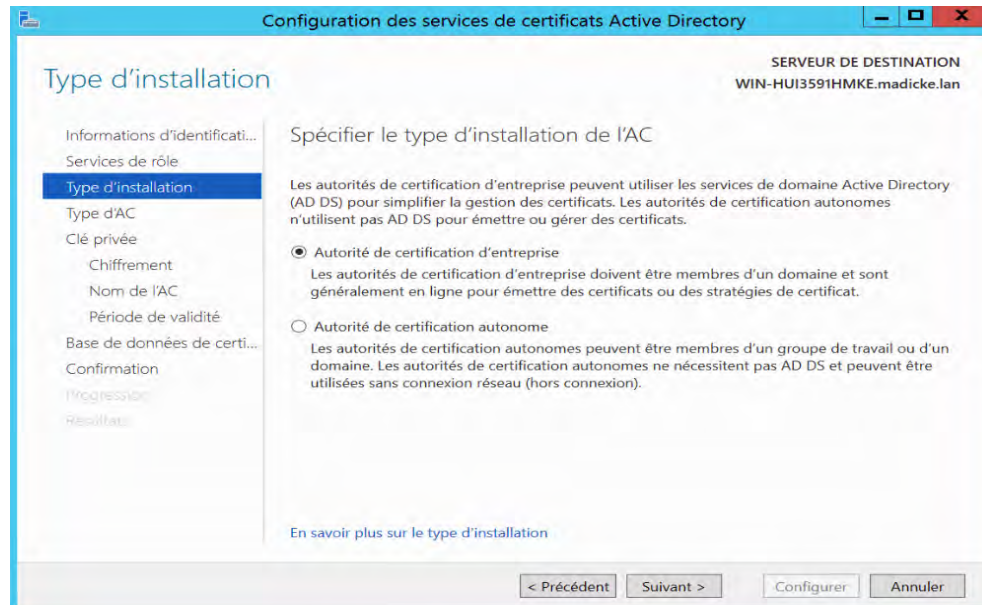 Configuration des services de certificats Active Directory
Type d'installation
SERVEUR DE DESTINATION
WIN-HUI3591HMKE.madicke.lan
Informations d'identificati...
Services de rôle
Type d'installation
Type d'AC
Clé privée
Chiffrement
Nom de l'AC
Période de validité
Base de données de certi...
Confirmation
Progression
Résultats
Spécifier le type d'installation de l'AC
Les autorités de certification d'entreprise peuvent utiliser les services de domaine Active Directory
(AD DS) pour simplifier la gestion des certificats. Les autorités de certification autonomes
n'utilisent pas AD DS pour émettre ou gérer des certificats.
Autorité de certification d'entreprise
Les autorités de certification d'entreprise doivent être membres d'un domaine et sont
généralement en ligne pour émettre des certificats ou des stratégies de certificat.
Autorité de certification autonome
Les autorités de certification autonomes peuvent être membres d'un groupe de travail ou d'un
domaine. Les autorités de certification autonomes ne nécessitent pas AD DS et peuvent être
utilisées sans connexion réseau (hors connexion).
En savoir plus sur le type d'installation
< Précédent
Suivant >
Configurer
Annuler